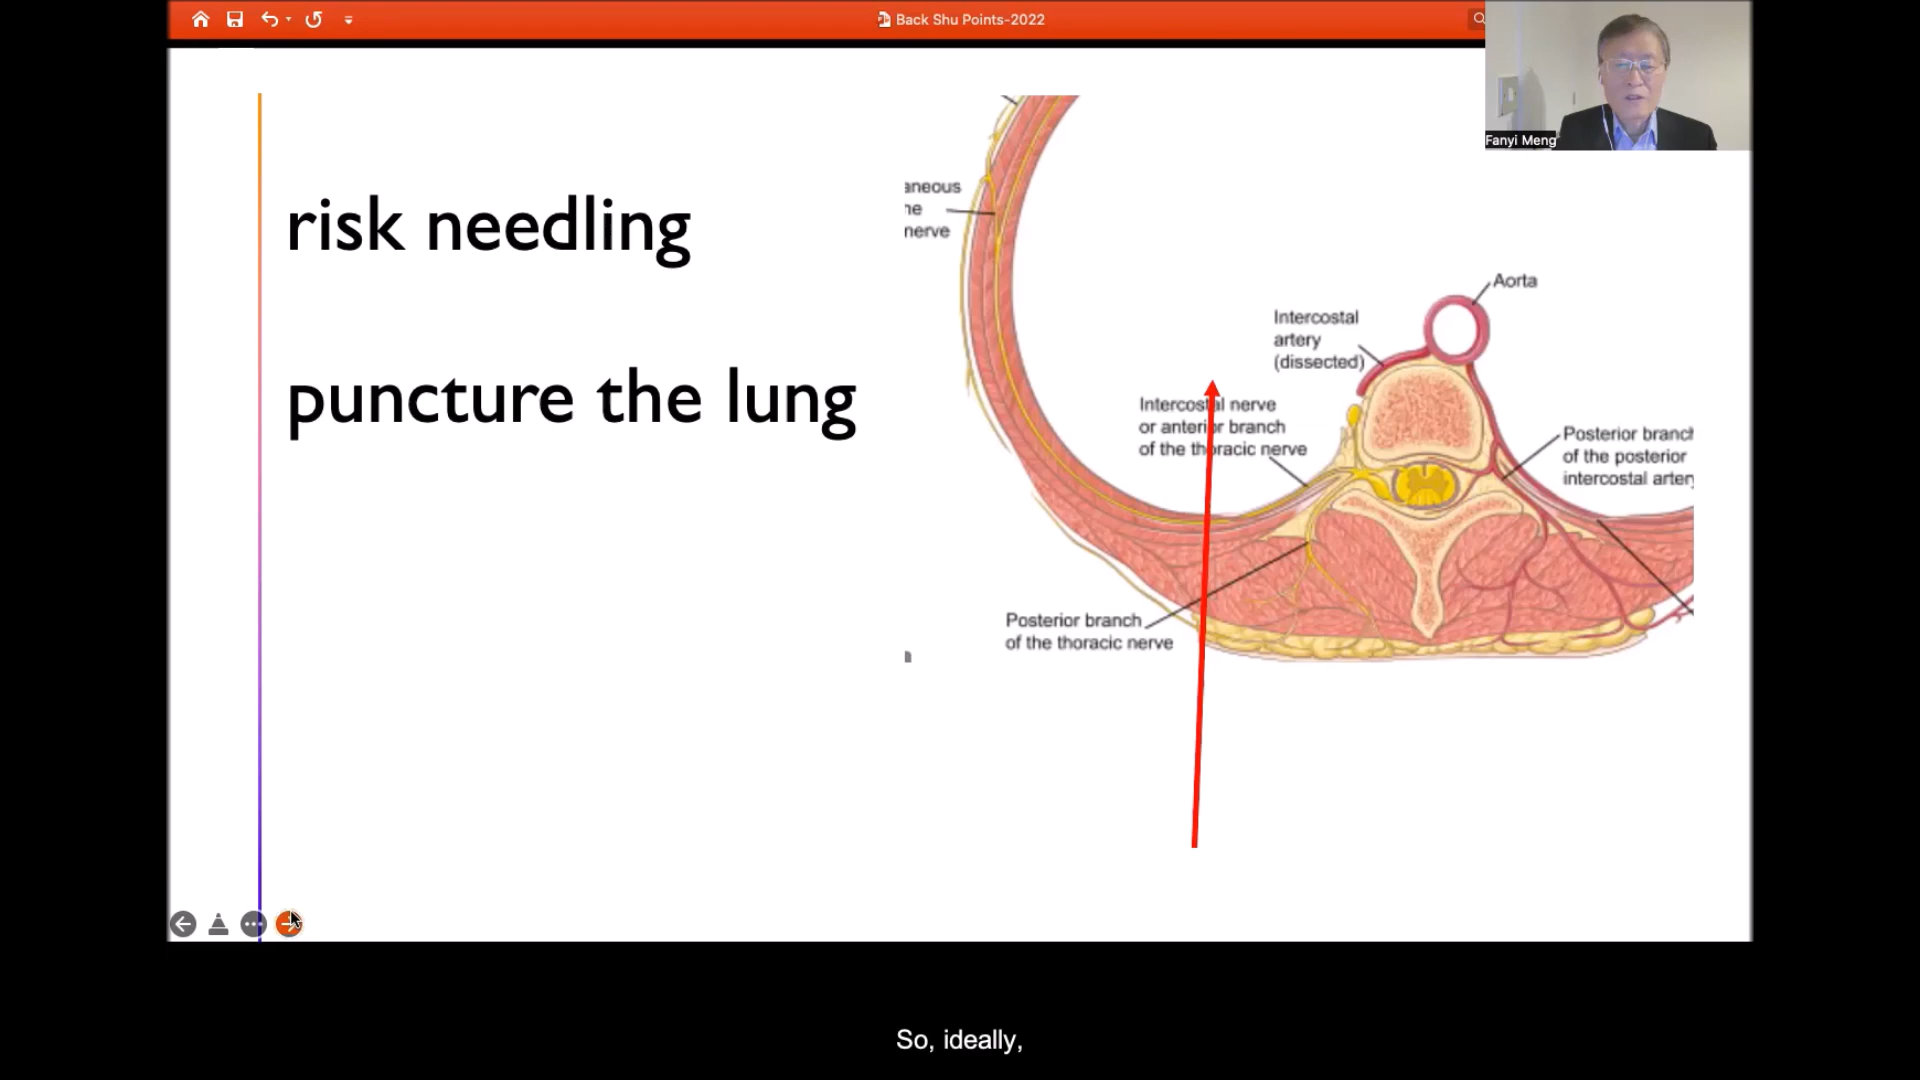 Back Shu Points-2022
Fanyi Meng
risk needling
puncture the lung
aneous
he
nerve
Aorta
Intercostal
artery
(dissected)
Intercostal nerve
or anterior branch
of the thoracic nerve
Posterior branch
of the posterior
intercostal artery
Posterior branch
of the thoracic nerve
So, ideally,